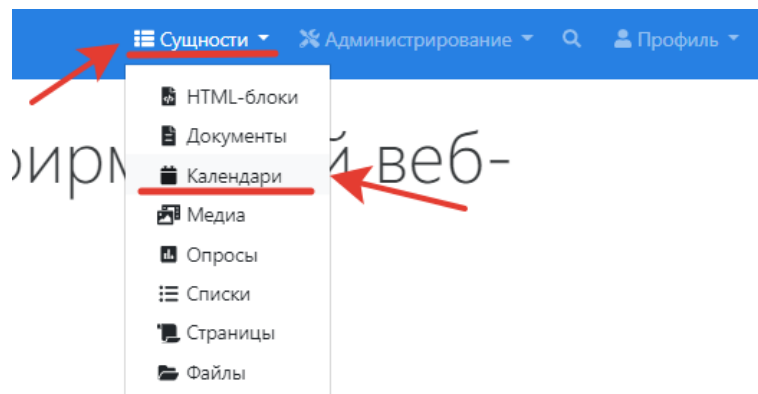 Сущности Администрирование Профиль
HTML-блоки
Документы
Календари
веб-
Медиа
Опросы
Списки
Страницы
Файлы